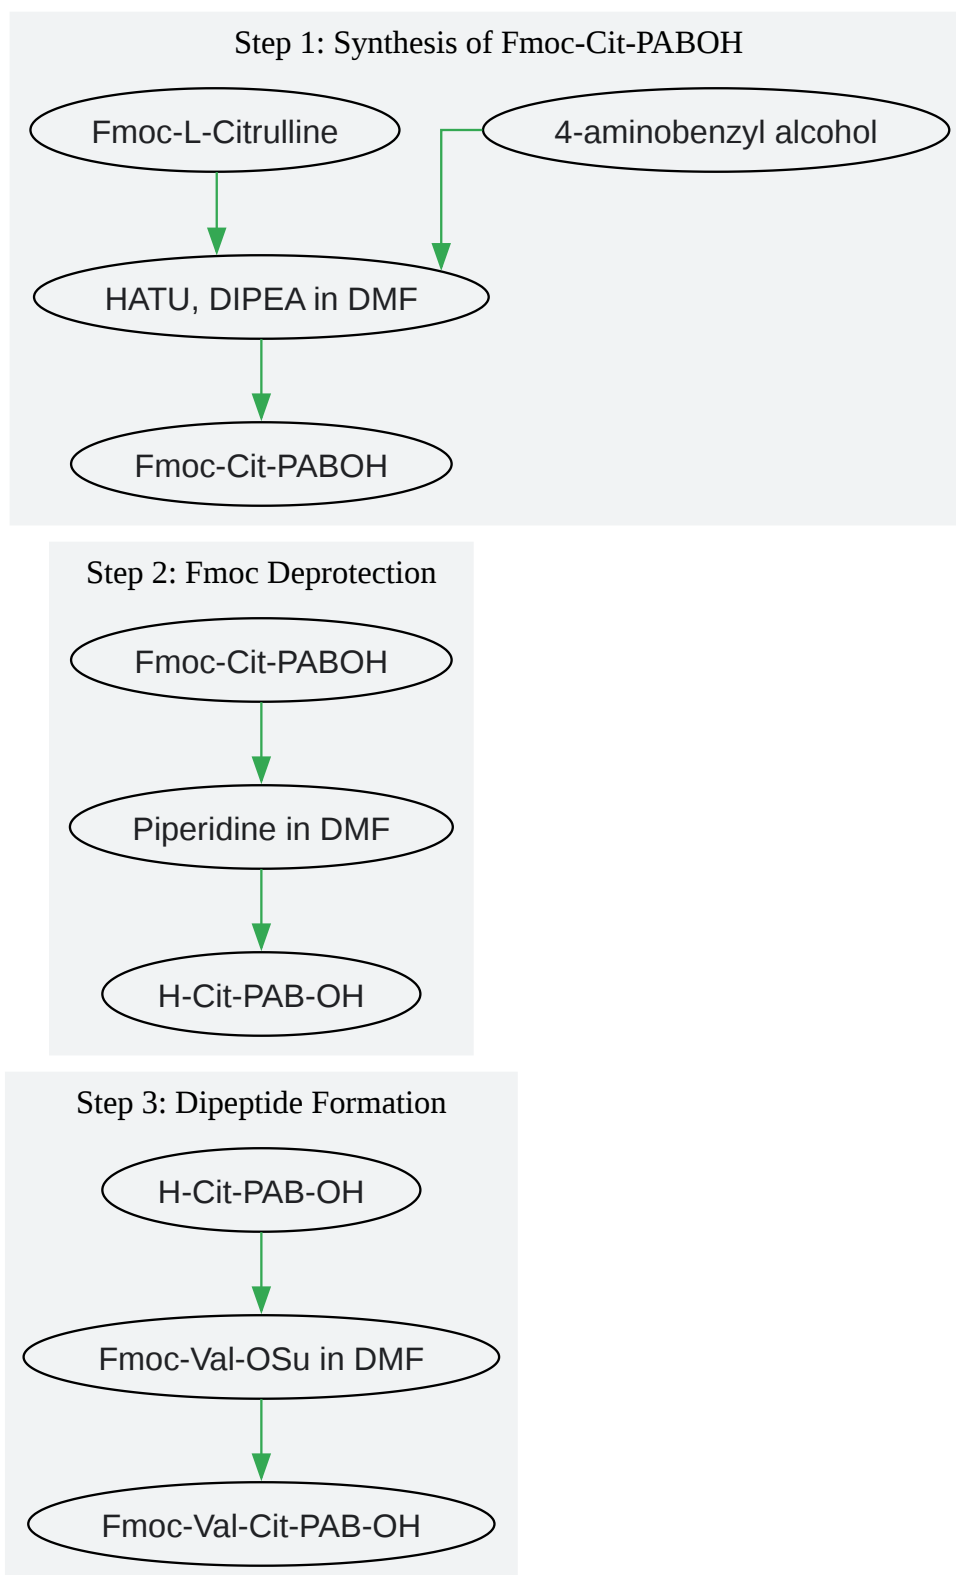 Step 1: Synthesis of Fmoc-Cit-PABOH
Fmoc-L-Citrulline
4-aminobenzyl alcohol
HATU, DIPEA in DMF
Fmoc-Cit-PABOH
Step 2: Fmoc Deprotection
Fmoc-Cit-PABOH
Piperidine in DMF
H-Cit-PAB-OH
Step 3: Dipeptide Formation
H-Cit-PAB-OH
Fmoc-Val-OSu in DMF
Fmoc-Val-Cit-PAB-OH